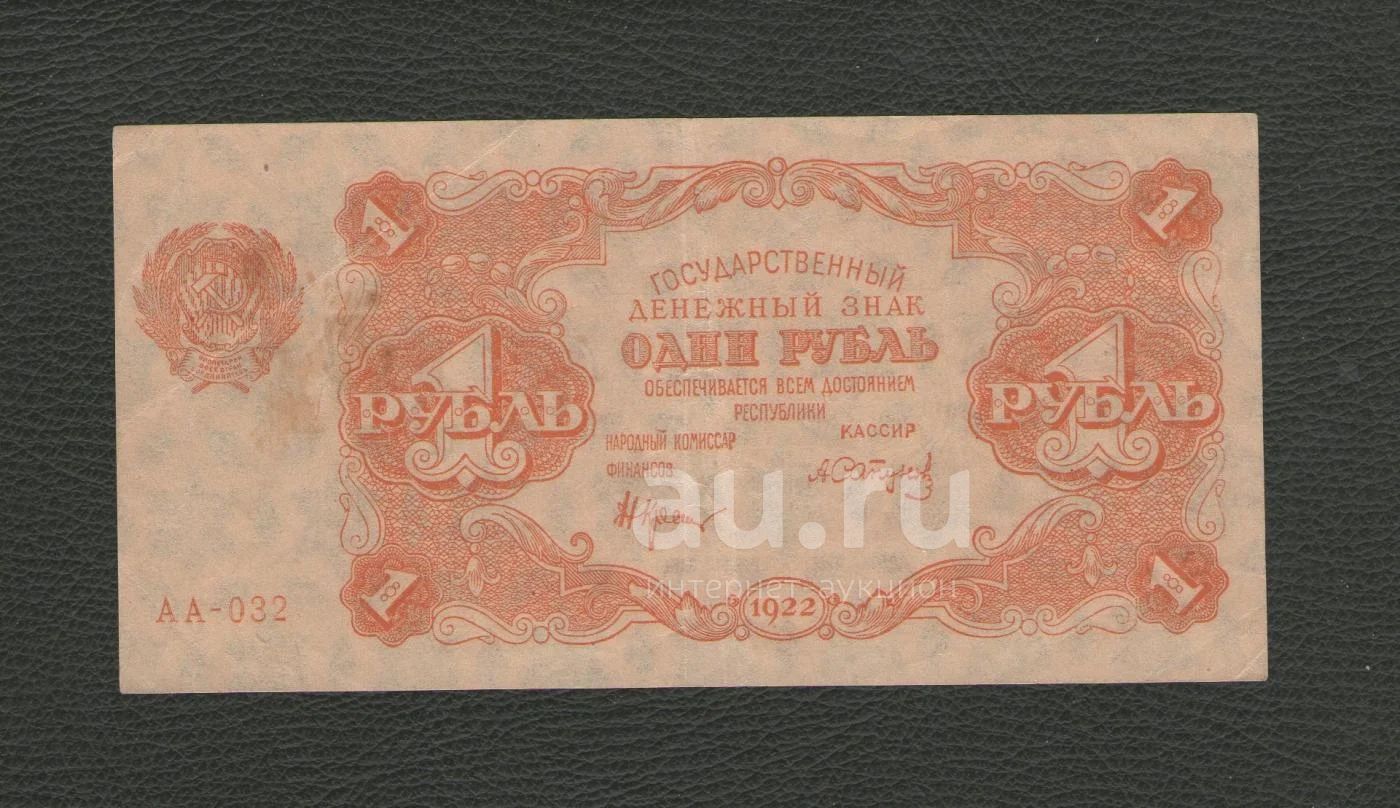 1
1
ГОСУДАРСТВЕННЫЙ
ДЕНЕЖНЫЙ ЗНАК
ОДИН РУБЛЬ
ОБЕСПЕЧИВАЕТСЯ ВСЕМ ДОСТОЯНИЕМ
РЕСПУБЛИКИ
1 РУБЛЬ
1 РУБЛЬ
НАРОДНЫЙ КОМИССАР
ФИНАНСОВ
КАССИР
au.ru
интернет-аукцион
АА-032
1
1922
1